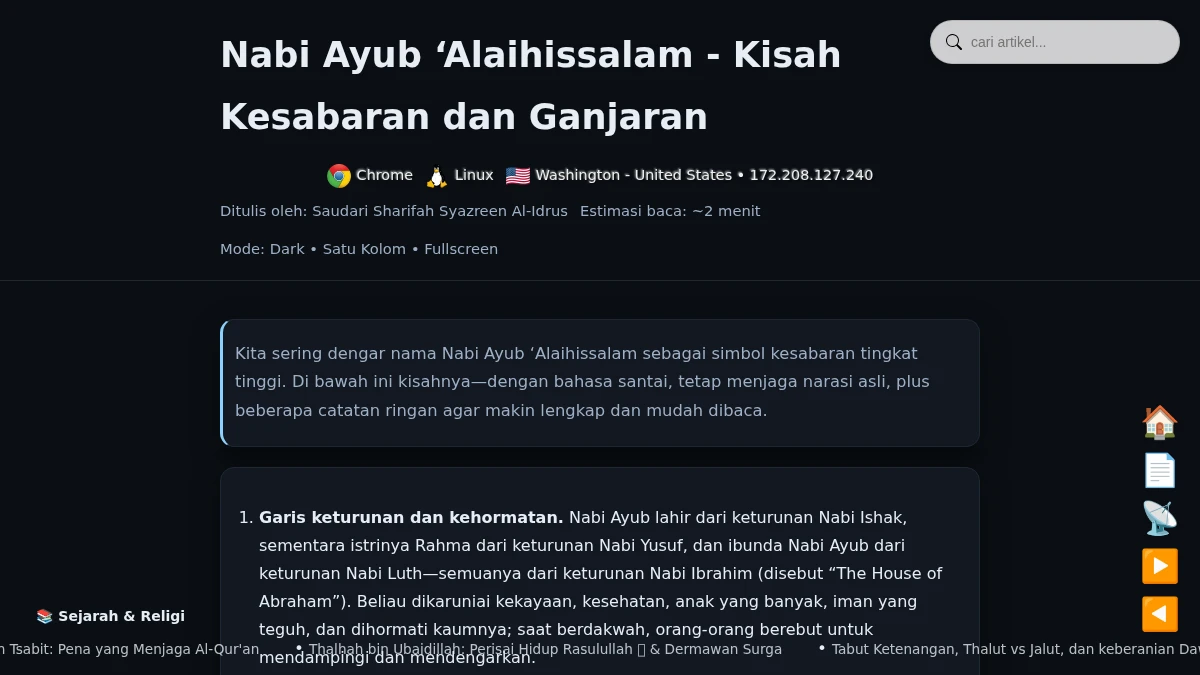 Nabi Ayub ‘Alaihissalam - Kisah
Kesabaran dan Ganjaran
cari artikel...
Chrome Linux Washington - United States • 172.208.127.240
Ditulis oleh: Saudari Sharifah Syazreen Al-Idrus Estimasi baca: ~2 menit
Mode: Dark • Satu Kolom • Fullscreen
Kita sering dengar nama Nabi Ayub ‘Alaihissalam sebagai simbol kesabaran tingkat
tinggi. Di bawah ini kisahnya—dengan bahasa santai, tetap menjaga narasi asli, plus
beberapa catatan ringan agar makin lengkap dan mudah dibaca.
1. Garis keturunan dan kehormatan. Nabi Ayub lahir dari keturunan Nabi Ishak,
sementara istrinya Rahma dari keturunan Nabi Yusuf, dan ibunda Nabi Ayub dari
keturunan Nabi Luth—semuanya dari keturunan Nabi Ibrahim (disebut “The House of
Abraham”). Beliau dikaruniai kekayaan, kesehatan, anak yang banyak, iman yang
teguh, dan dihormati kaumnya; saat berdakwah, orang-orang berebut untuk
mendampingi dan mendengarkan.
📚 Sejarah & Religi
n Tsabit: Pena yang Menjaga Al-Qur'an • Thalhah bin Ubaidillah: Perisai Hidup Rasulullah & Dermawan Surga • Tabut Ketenangan, Thalut vs Jalut, dan keberanian Da